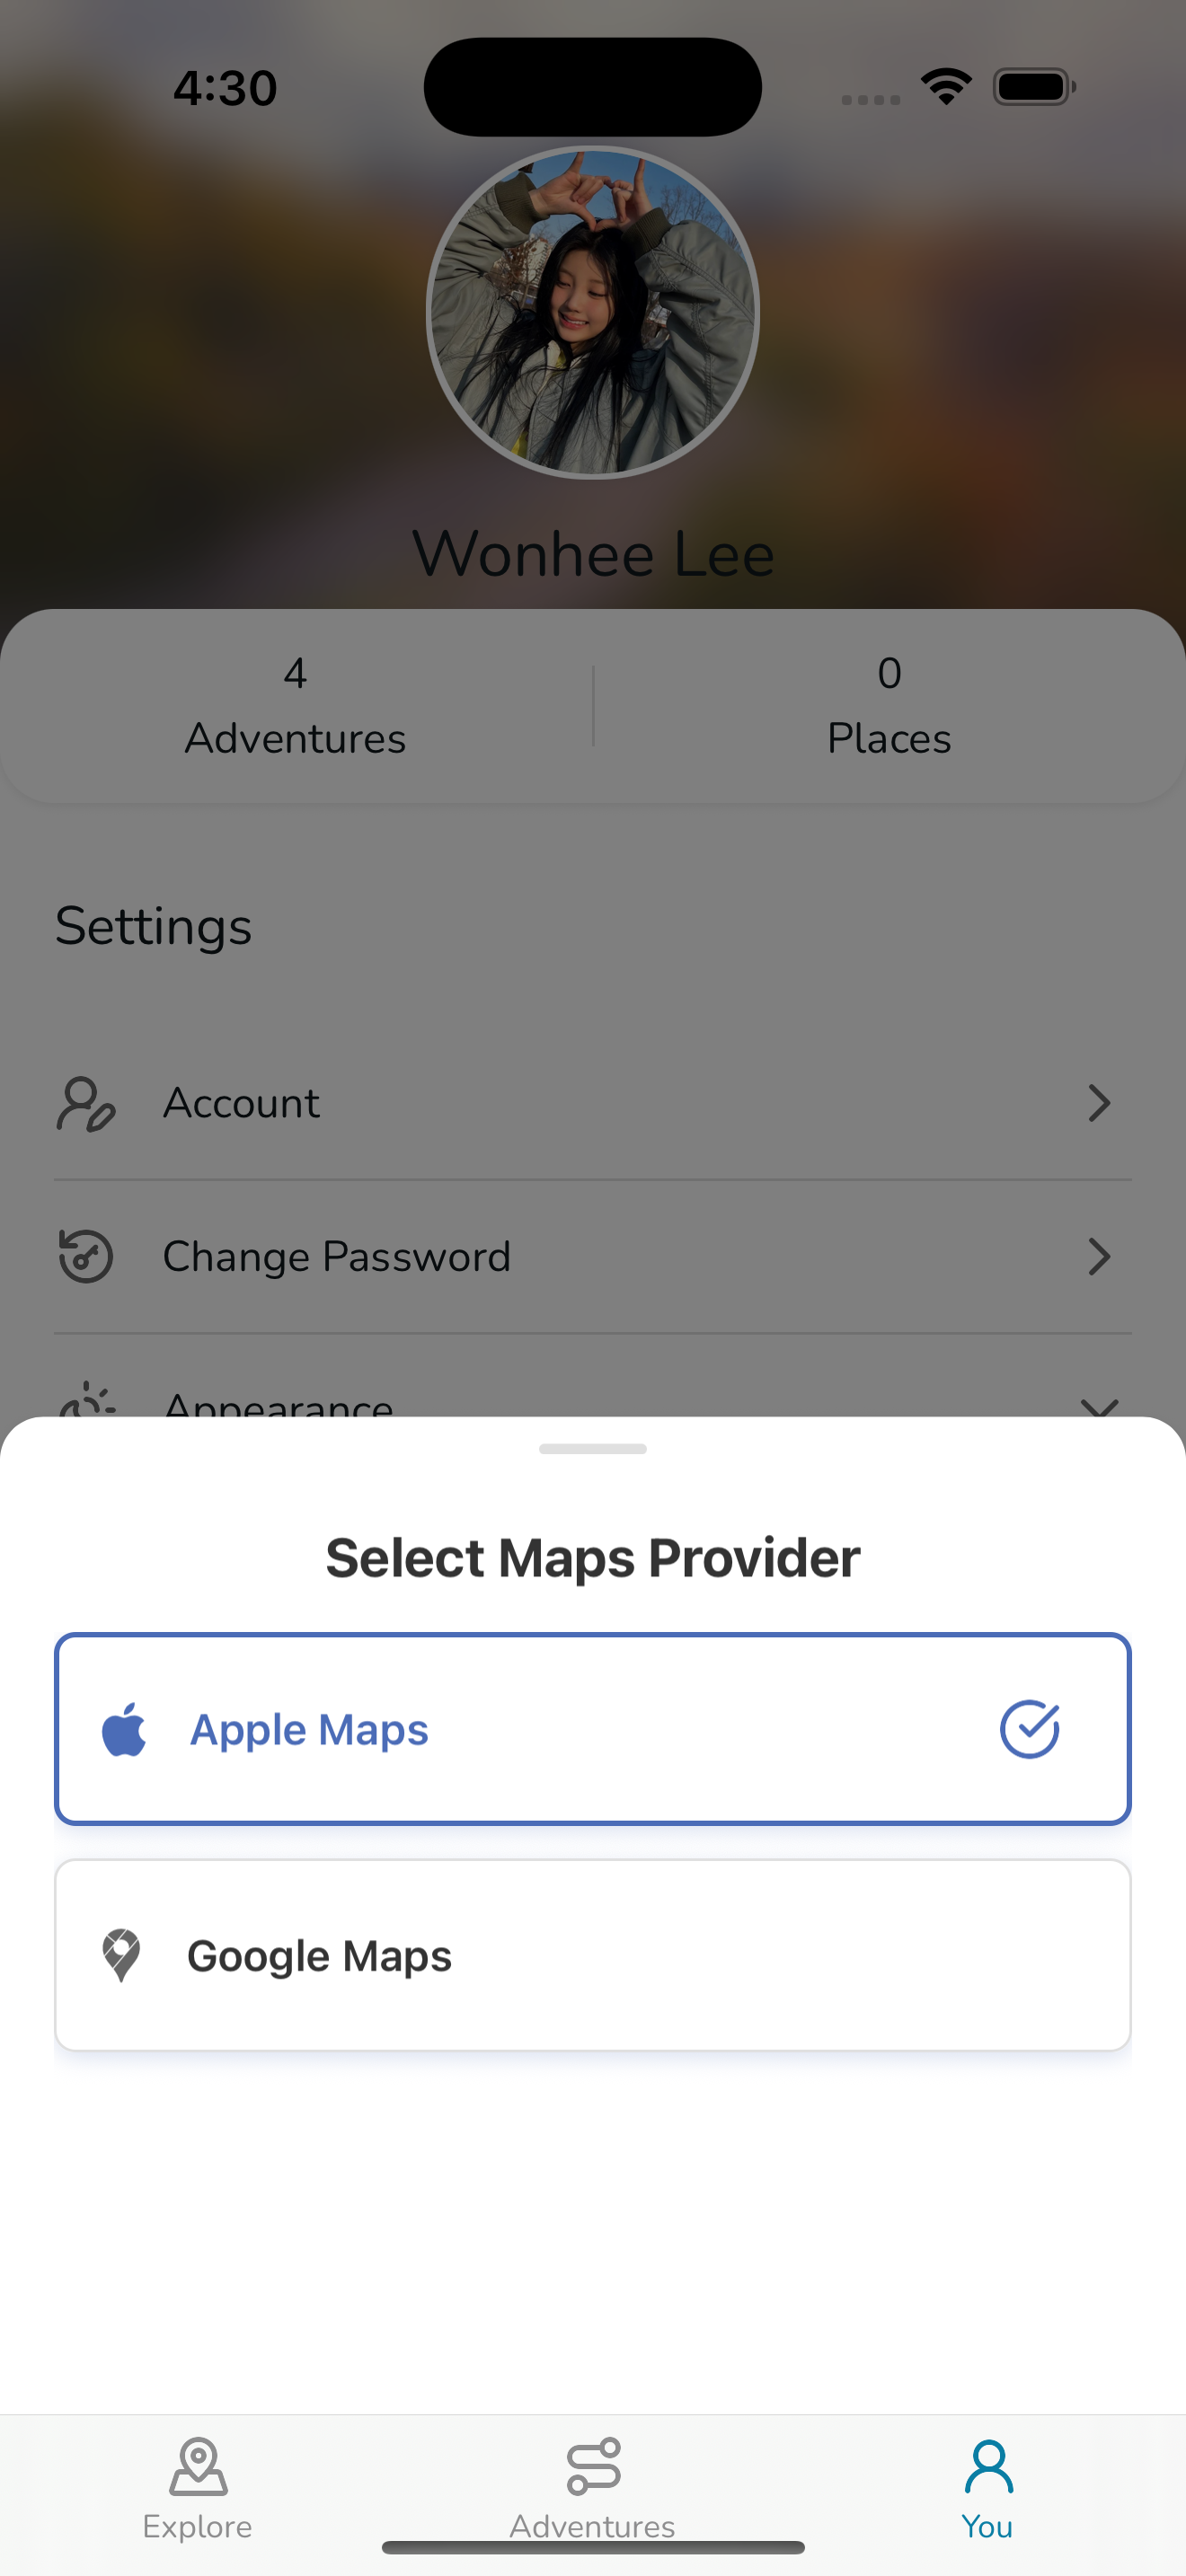 4:30
Wonhee Lee
4
Adventures
0
Places
Settings
Account
Change Password
Appearance
Select Maps Provider
Apple Maps
Google Maps
Explore
Adventures
You